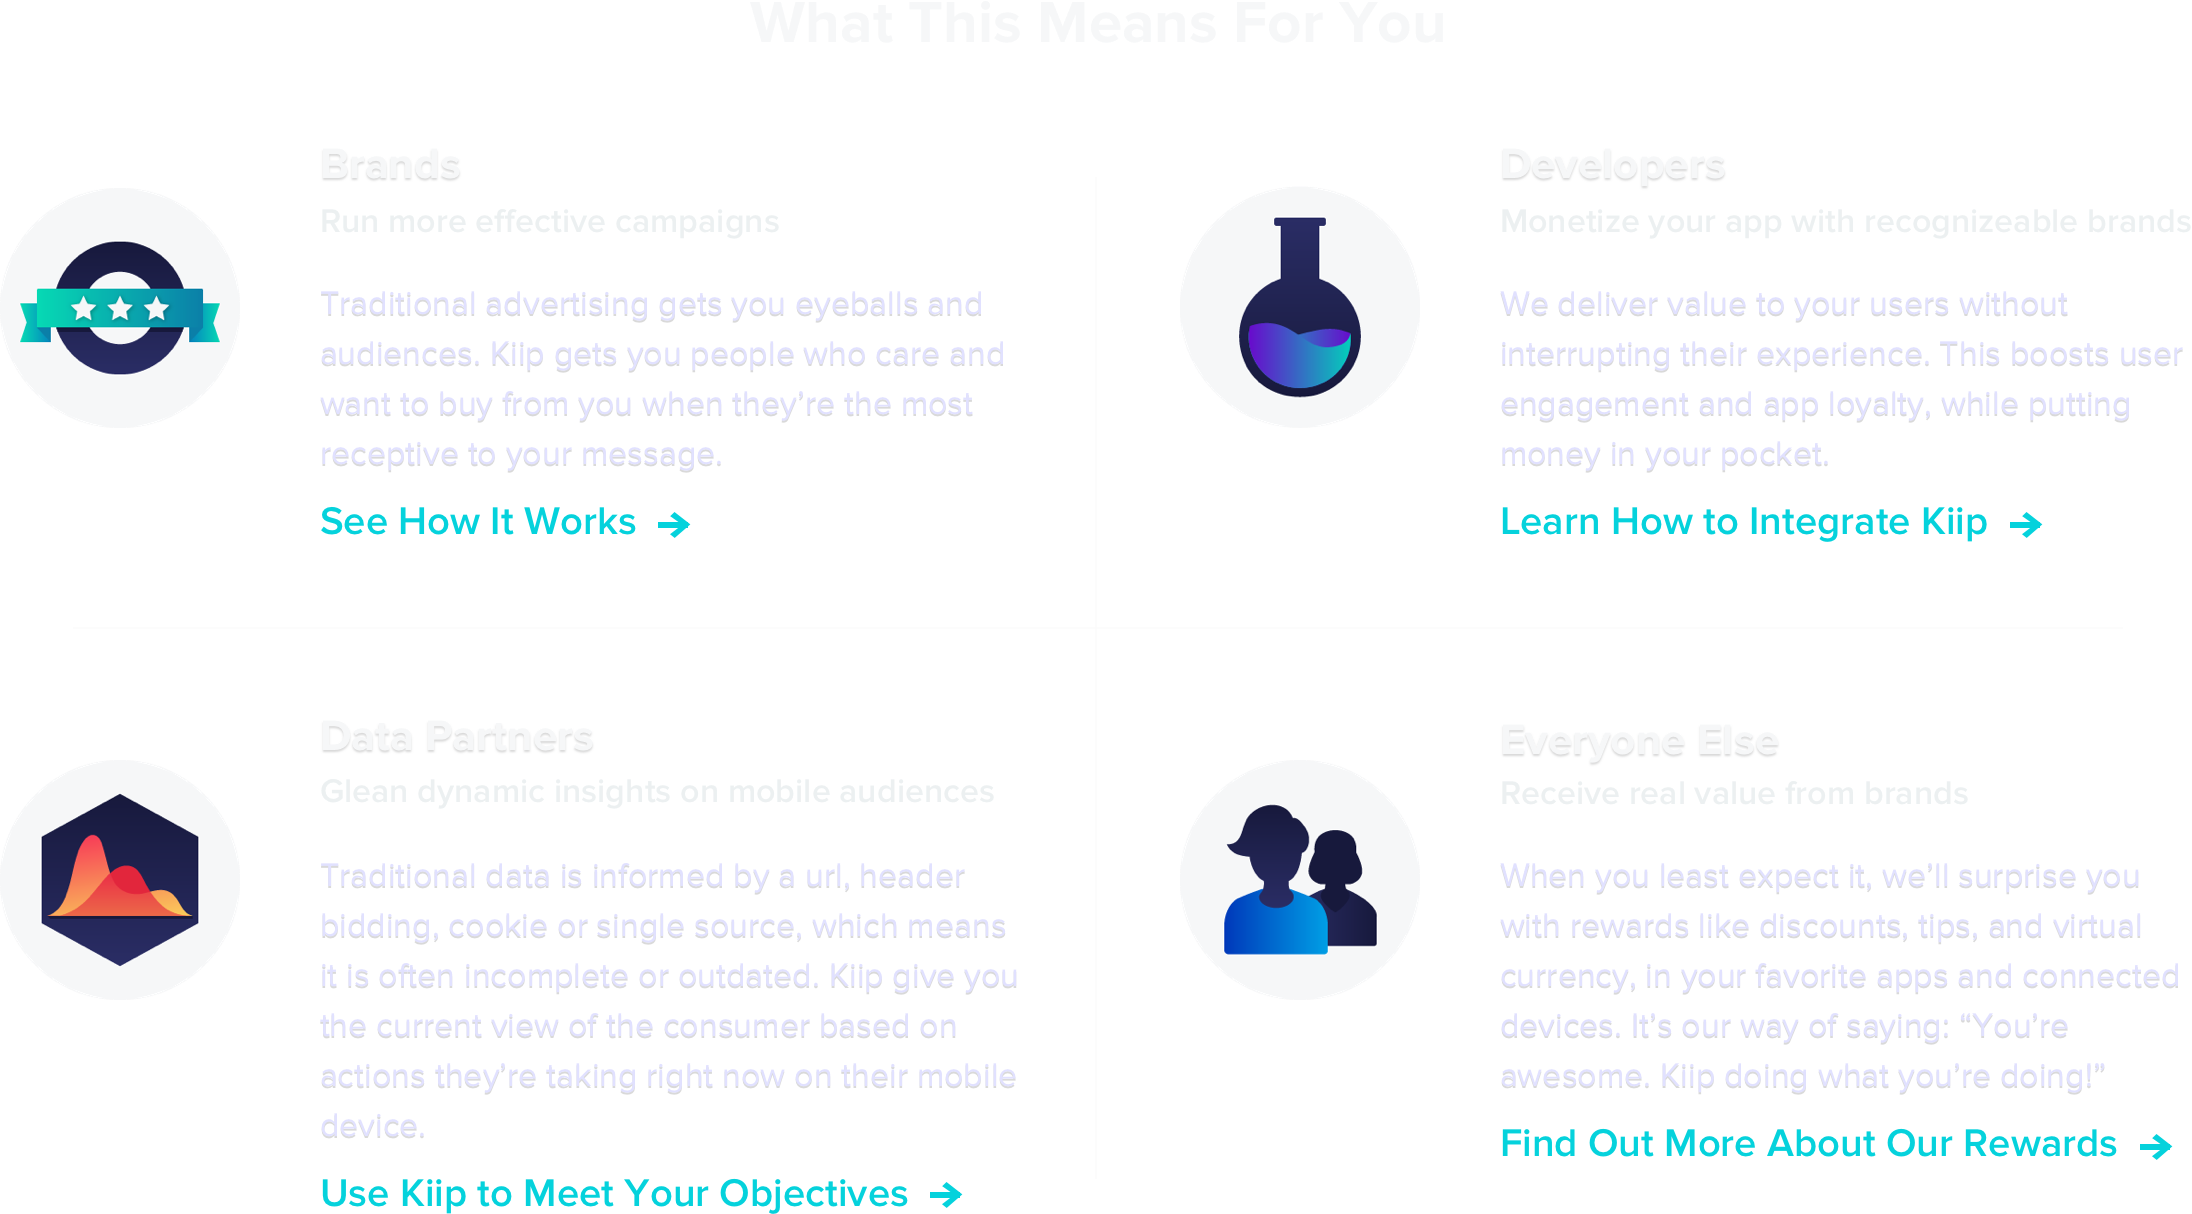 What This Means For You
Brands
Run more effective campaigns
Traditional advertising gets you eyeballs and
audiences. Kiip gets you people who care and
want to buy from you when they’re the most
receptive to your message.
See How It Works
Developers
Monetize your app with recognizeable brands
We deliver value to your users without
interrupting their experience. This boosts user
engagement and app loyalty, while putting
money in your pocket.
Learn How to Integrate Kiip
Data Partners
Glean dynamic insights on mobile audiences
Traditional data is informed by a url, header
bidding, cookie or single source, which means
it is often incomplete or outdated. Kiip give you
the current view of the consumer based on
actions they’re taking right now on their mobile
device.
Use Kiip to Meet Your Objectives
Everyone Else
Receive real value from brands
When you least expect it, we’ll surprise you
with rewards like discounts, tips, and virtual
currency, in your favorite apps and connected
devices. It’s our way of saying: “You’re
awesome. Kiip doing what you’re doing!”
Find Out More About Our Rewards